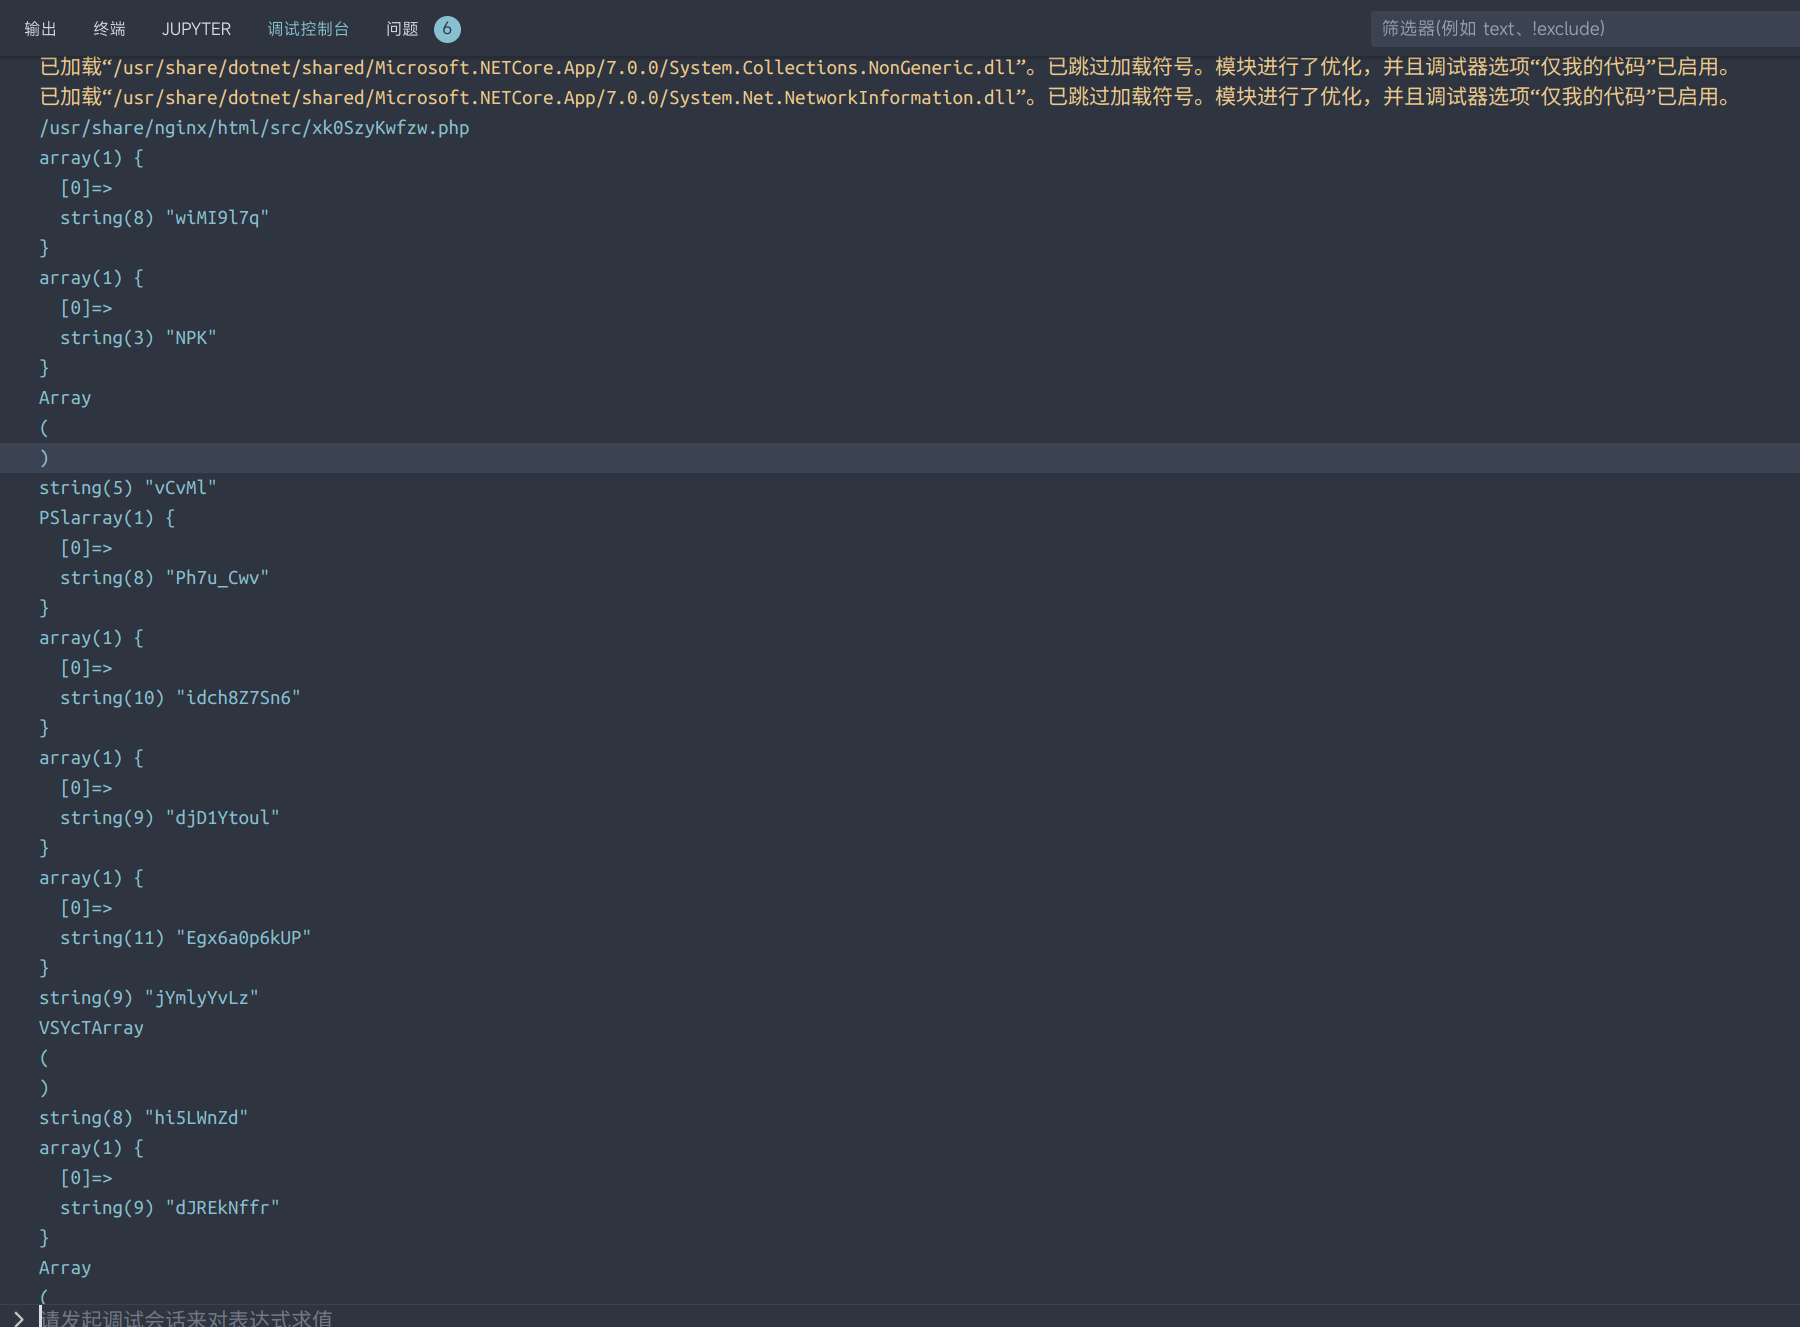 输出 终端 JUPYTER 调试控制台 问题 6 筛选器(例如 text、!exclude)
已加载“/usr/share/dotnet/shared/Microsoft.NETCore.App/7.0.0/System.Collections.NonGeneric.dll”。已跳过加载符号。模块进行了优化，并且调试器选项“仅我的代码”已启用。
已加载“/usr/share/dotnet/shared/Microsoft.NETCore.App/7.0.0/System.Net.NetworkInformation.dll”。已跳过加载符号。模块进行了优化，并且调试器选项“仅我的代码”已启用。
/usr/share/nginx/html/src/xk0SzyKwfzw.php
array(1) {
  [0]=>
  string(8) "wiMI9l7q"
}
array(1) {
  [0]=>
  string(3) "NPK"
}
Array
(
)
string(5) "vCvMl"
PSlarray(1) {
  [0]=>
  string(8) "Ph7u_Cwv"
}
array(1) {
  [0]=>
  string(10) "idch8Z7Sn6"
}
array(1) {
  [0]=>
  string(9) "djD1Ytoul"
}
array(1) {
  [0]=>
  string(11) "Egx6a0p6kUP"
}
string(9) "jYmlyYvLz"
VSYcTArray
(
)
string(8) "hi5LWnZd"
array(1) {
  [0]=>
  string(9) "dJREkNffr"
}
Array
(
请发起调试会话来对表达式求值